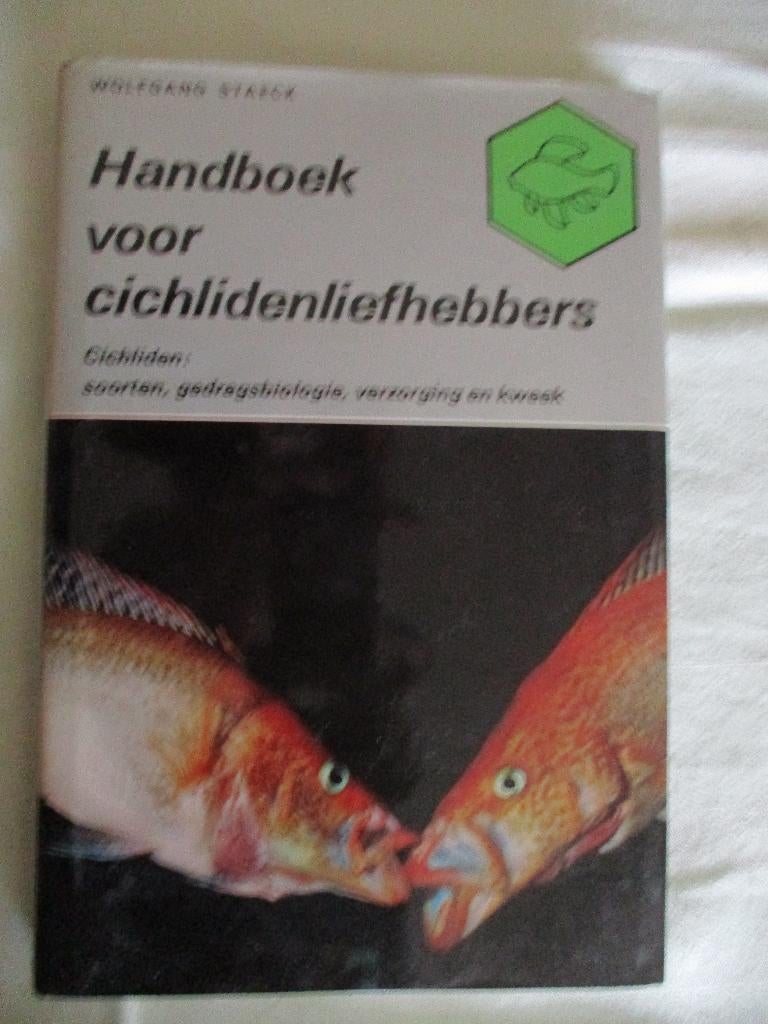 WOLFGANG STAECK
Handboek
voor
cichlidenliefhebbers
Cichliden:
soorten, gedragsbiologie, verzorging en kweek